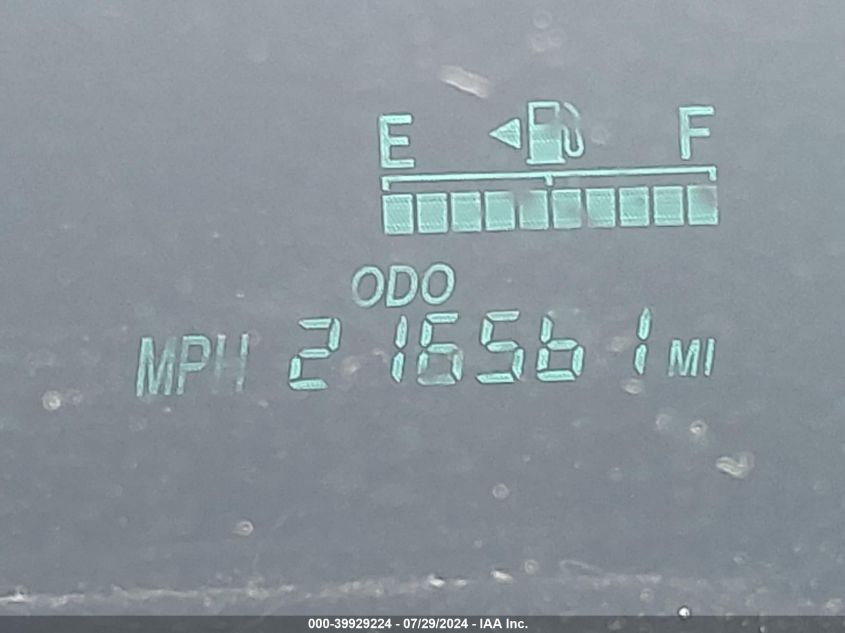 E F
ODO
MPH 216561 MI
000-39929224 - 07/29/2024 - IAA Inc.